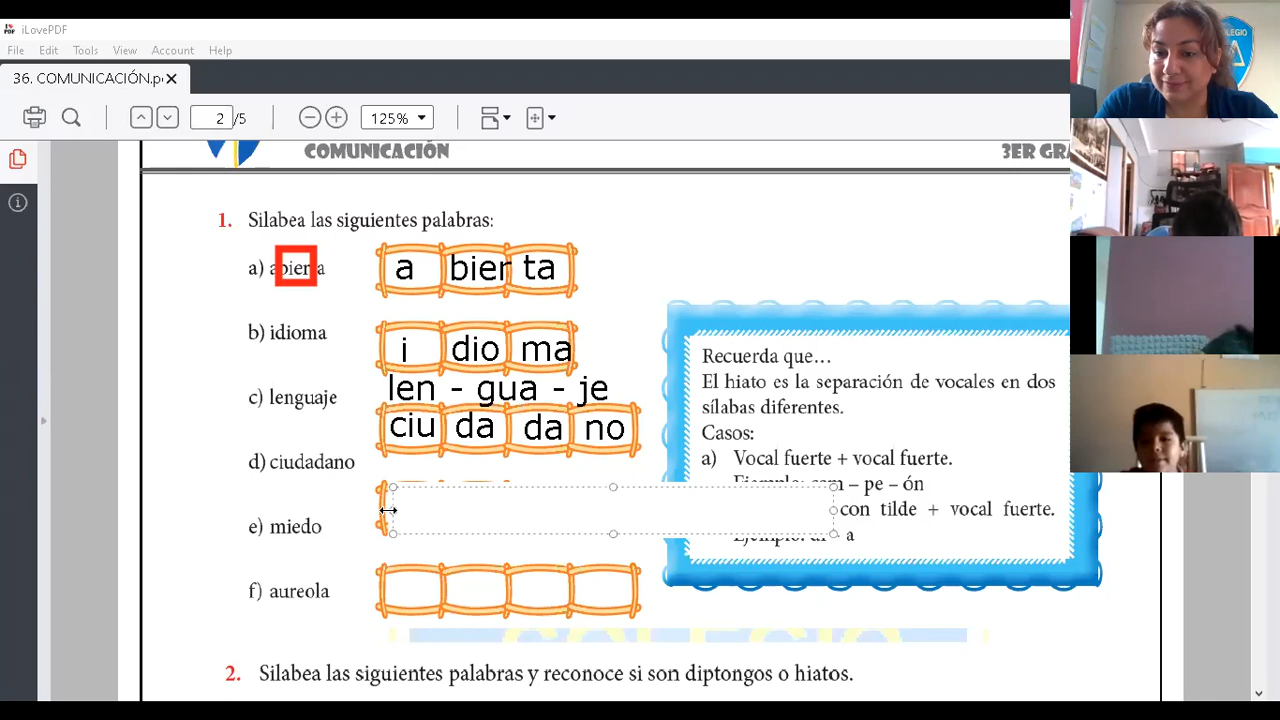 iLovePDF
File Edit Tools View Account Help
36. COMUNICACIÓN.p
2 /5 125%
COMUNICACIÓN 3ER GRA
1. Silabea las siguientes palabras:
a) abierta a bier ta
b) idioma i dio ma
c) lenguaje len - gua - je
d) ciudadano ciu da da no
e) miedo
f) aureola
Recuerda que…
El hiato es la separación de vocales en dos
sílabas diferentes.
Casos:
a) Vocal fuerte + vocal fuerte.
– pe – ón
con tilde + vocal fuerte.
a
COLEGIO
2. Silabea las siguientes palabras y reconoce si son diptongos o hiatos.